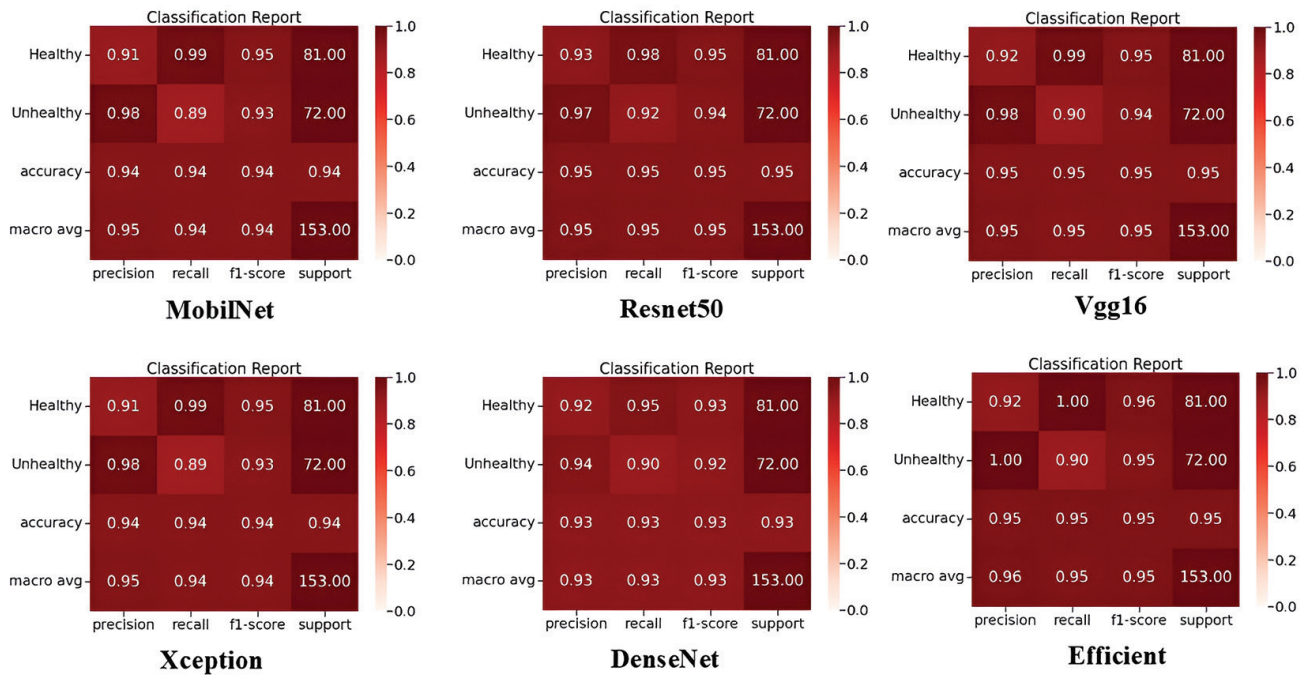 Classification Report
Healthy 0.91 0.99 0.95 81.00
Unhealthy 0.98 0.89 0.93 72.00
accuracy 0.94 0.94 0.94 0.94
macro avg 0.95 0.94 0.94 153.00
precision recall f1-score support
1.0
0.8
0.6
0.4
0.2
0.0
MobilNet
Classification Report
Healthy 0.93 0.98 0.95 81.00
Unhealthy 0.97 0.92 0.94 72.00
accuracy 0.95 0.95 0.95 0.95
macro avg 0.95 0.95 0.95 153.00
precision recall f1-score support
1.0
0.8
0.6
0.4
0.2
0.0
Resnet50
Classification Report
Healthy 0.92 0.99 0.95 81.00
Unhealthy 0.98 0.90 0.94 72.00
accuracy 0.95 0.95 0.95 0.95
macro avg 0.95 0.95 0.95 153.00
precision recall f1-score support
1.0
0.8
0.6
0.4
0.2
0.0
Vgg16
Classification Report
Healthy 0.91 0.99 0.95 81.00
Unhealthy 0.98 0.89 0.93 72.00
accuracy 0.94 0.94 0.94 0.94
macro avg 0.95 0.94 0.94 153.00
precision recall f1-score support
1.0
0.8
0.6
0.4
0.2
0.0
Xception
Classification Report
Healthy 0.92 0.95 0.93 81.00
Unhealthy 0.94 0.90 0.92 72.00
accuracy 0.93 0.93 0.93 0.93
macro avg 0.93 0.93 0.93 153.00
precision recall f1-score support
1.0
0.8
0.6
0.4
0.2
0.0
DenseNet
Classification Report
Healthy 0.92 1.00 0.96 81.00
Unhealthy 1.00 0.90 0.95 72.00
accuracy 0.95 0.95 0.95 0.95
macro avg 0.96 0.95 0.95 153.00
precision recall f1-score support
1.0
0.8
0.6
0.4
0.2
0.0
Efficient